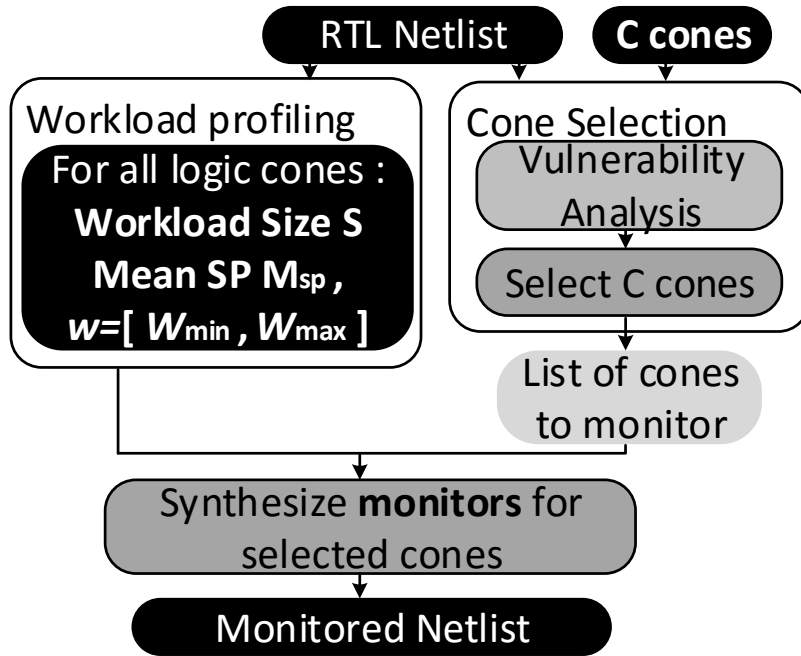 RTL Netlist
C cones
Workload profiling
For all logic cones :
Workload Size S
Mean SP Msp ,
w=[ Wmin , Wmax ]
Cone Selection
Vulnerability
Analysis
Select C cones
List of cones
to monitor
Synthesize monitors for
selected cones
Monitored Netlist